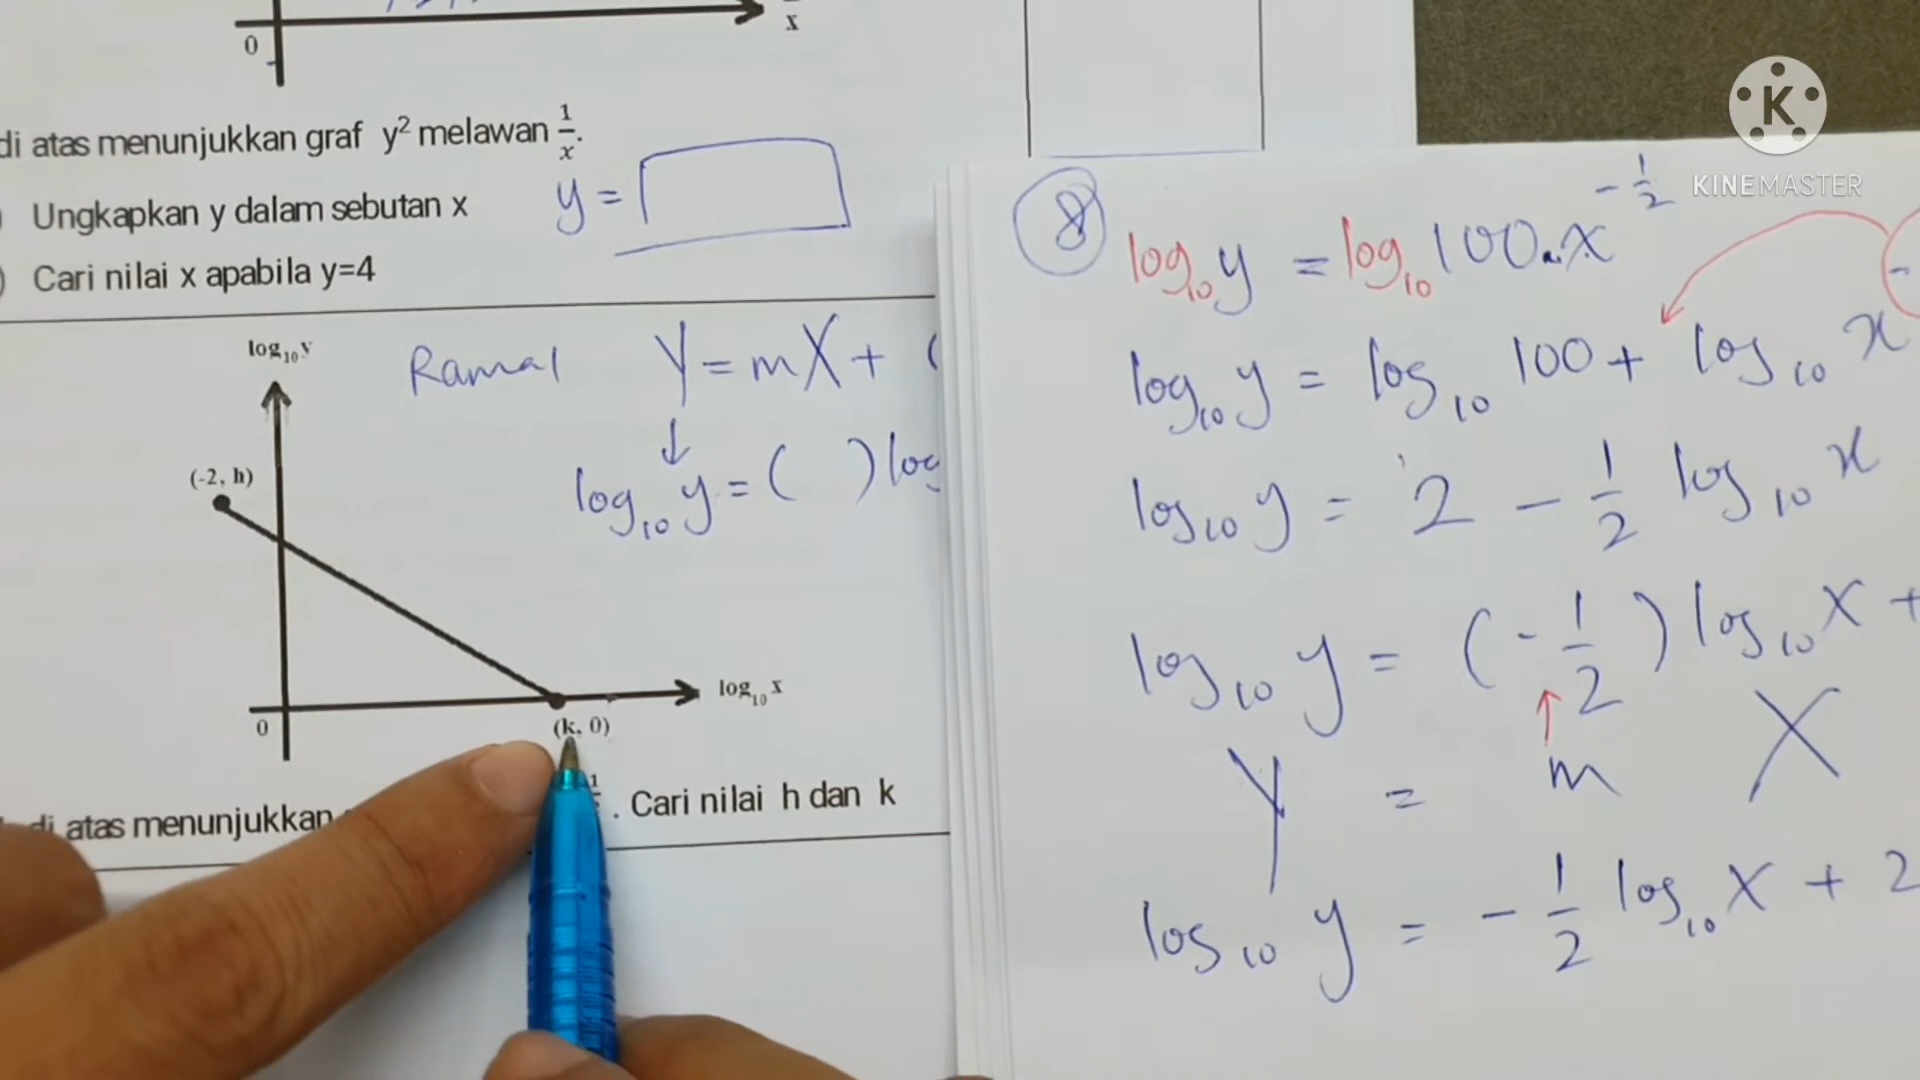 0
x
di atas menunjukkan graf y² melawan 1/x.
Ungkapkan y dalam sebutan x
y =
) Cari nilai x apabila y=4
log₁₀ y
Ramal Y = mX + (
(-2, h)
log₁₀ y = ( ) log
log₁₀ x
0
(k, 0)
di atas menunjukkan
. Cari nilai h dan k
K
KINEMASTER
8
log₁₀ y = log₁₀ 100 . x^(-1/2)
log₁₀ y = log₁₀ 100 + log₁₀ x
log₁₀ y = 2 - 1/2 log₁₀ x
log₁₀ y = (-1/2) log₁₀ x +
Y = m X
log₁₀ y = - 1/2 log₁₀ x + 2